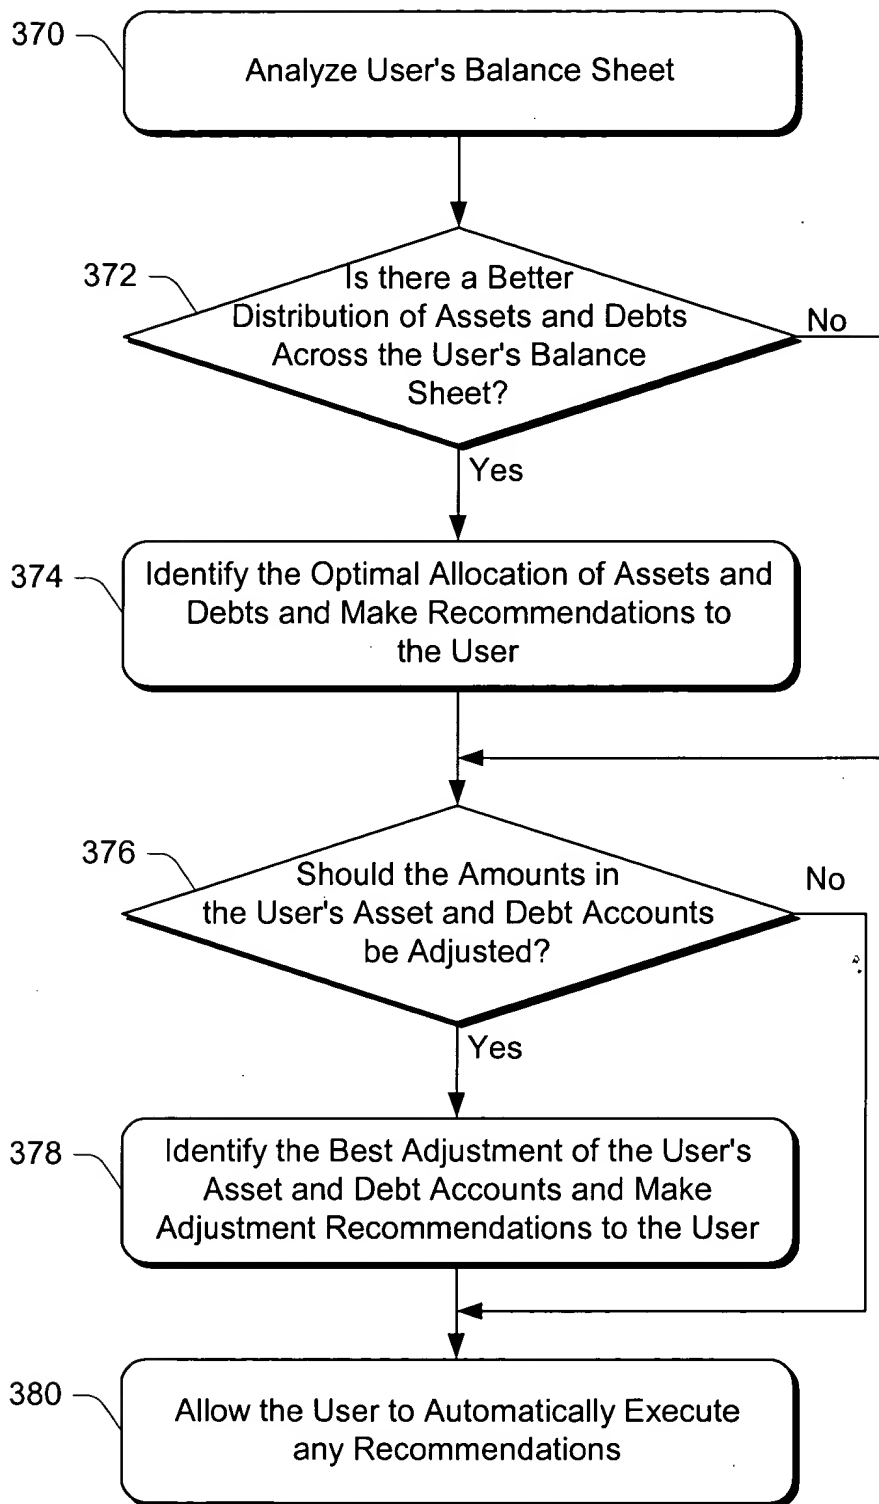 370
Analyze User's Balance Sheet
372
Is there a Better
Distribution of Assets and Debts
Across the User's Balance
Sheet?
No
Yes
374
Identify the Optimal Allocation of Assets and
Debts and Make Recommendations to
the User
376
Should the Amounts in
the User's Asset and Debt Accounts
be Adjusted?
No
Yes
378
Identify the Best Adjustment of the User's
Asset and Debt Accounts and Make
Adjustment Recommendations to the User
380
Allow the User to Automatically Execute
any Recommendations